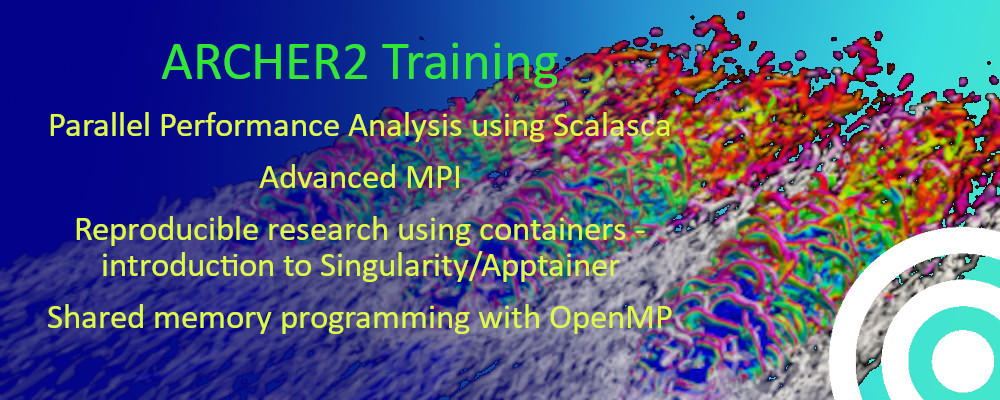 ARCHER2 Training
Parallel Performance Analysis using Scalasca
Advanced MPI
Reproducible research using containers -
introduction to Singularity/Apptainer
Shared memory programming with OpenMP